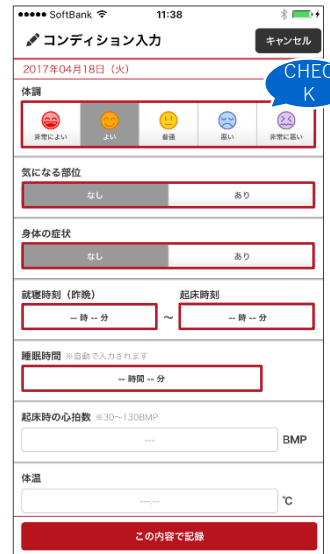 SoftBank 11:38
コンディション入力 キャンセル
2017年04月18日（火）
CHEC
K
体調
非常によい よい 普通 悪い 非常に悪い
気になる部位
なし あり
身体の症状
なし あり
就寝時刻（昨晩） 起床時刻
-- 時 -- 分 ～ -- 時 -- 分
睡眠時間 ※自動で入力されます
-- 時間 -- 分
起床時の心拍数 ※30～130BMP
--- BMP
体温
---.-- ℃
この内容で記録